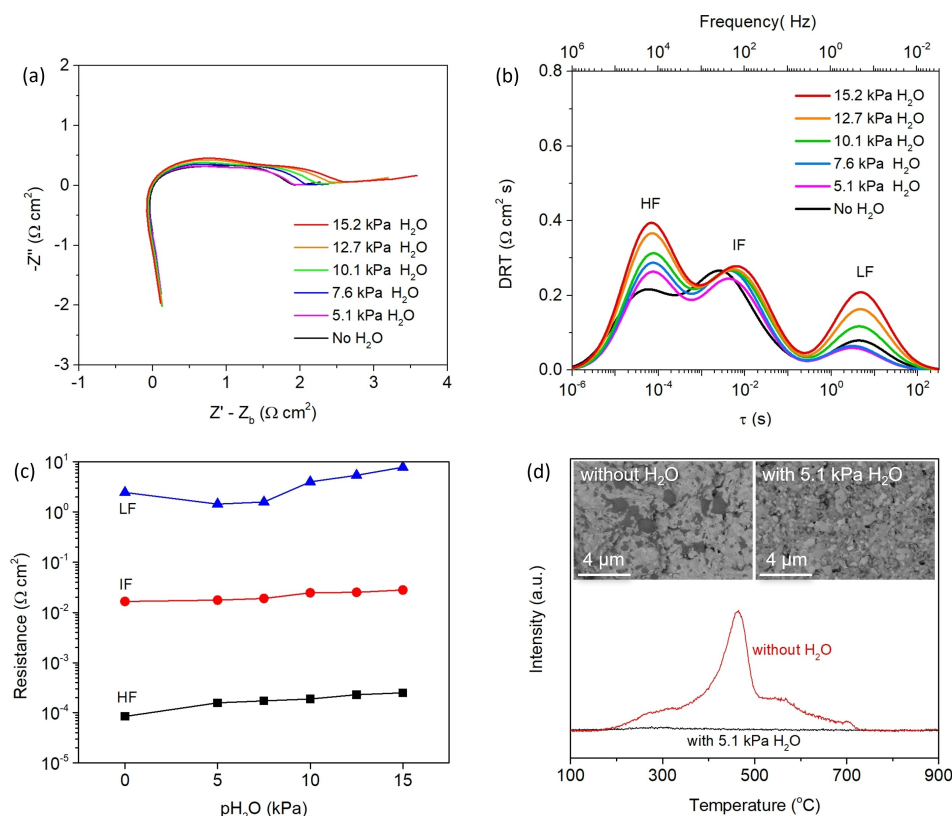 (a)
2
1
0
-1
-2
-3
-Z" (Ω cm²)
15.2 kPa H₂O
12.7 kPa H₂O
10.1 kPa H₂O
7.6 kPa H₂O
5.1 kPa H₂O
No H₂O
-1 0 1 2 3 4
Z' - Z_b (Ω cm²)
(b)
Frequency( Hz)
10⁶ 10⁴ 10² 10⁰ 10⁻²
0.8
0.6
0.4
0.2
0.0
DRT (Ω cm² s)
15.2 kPa H₂O
12.7 kPa H₂O
10.1 kPa H₂O
7.6 kPa H₂O
5.1 kPa H₂O
No H₂O
HF
IF
LF
10⁻⁶ 10⁻⁴ 10⁻² 10⁰ 10²
τ (s)
(c)
10¹
10⁰
10⁻¹
10⁻²
10⁻³
10⁻⁴
10⁻⁵
Resistance (Ω cm²)
LF
IF
HF
0 5 10 15
pH₂O (kPa)
(d)
without H₂O
with 5.1 kPa H₂O
4 μm
4 μm
Intensity (a.u.)
without H₂O
with 5.1 kPa H₂O
100 300 500 700 900
Temperature (°C)